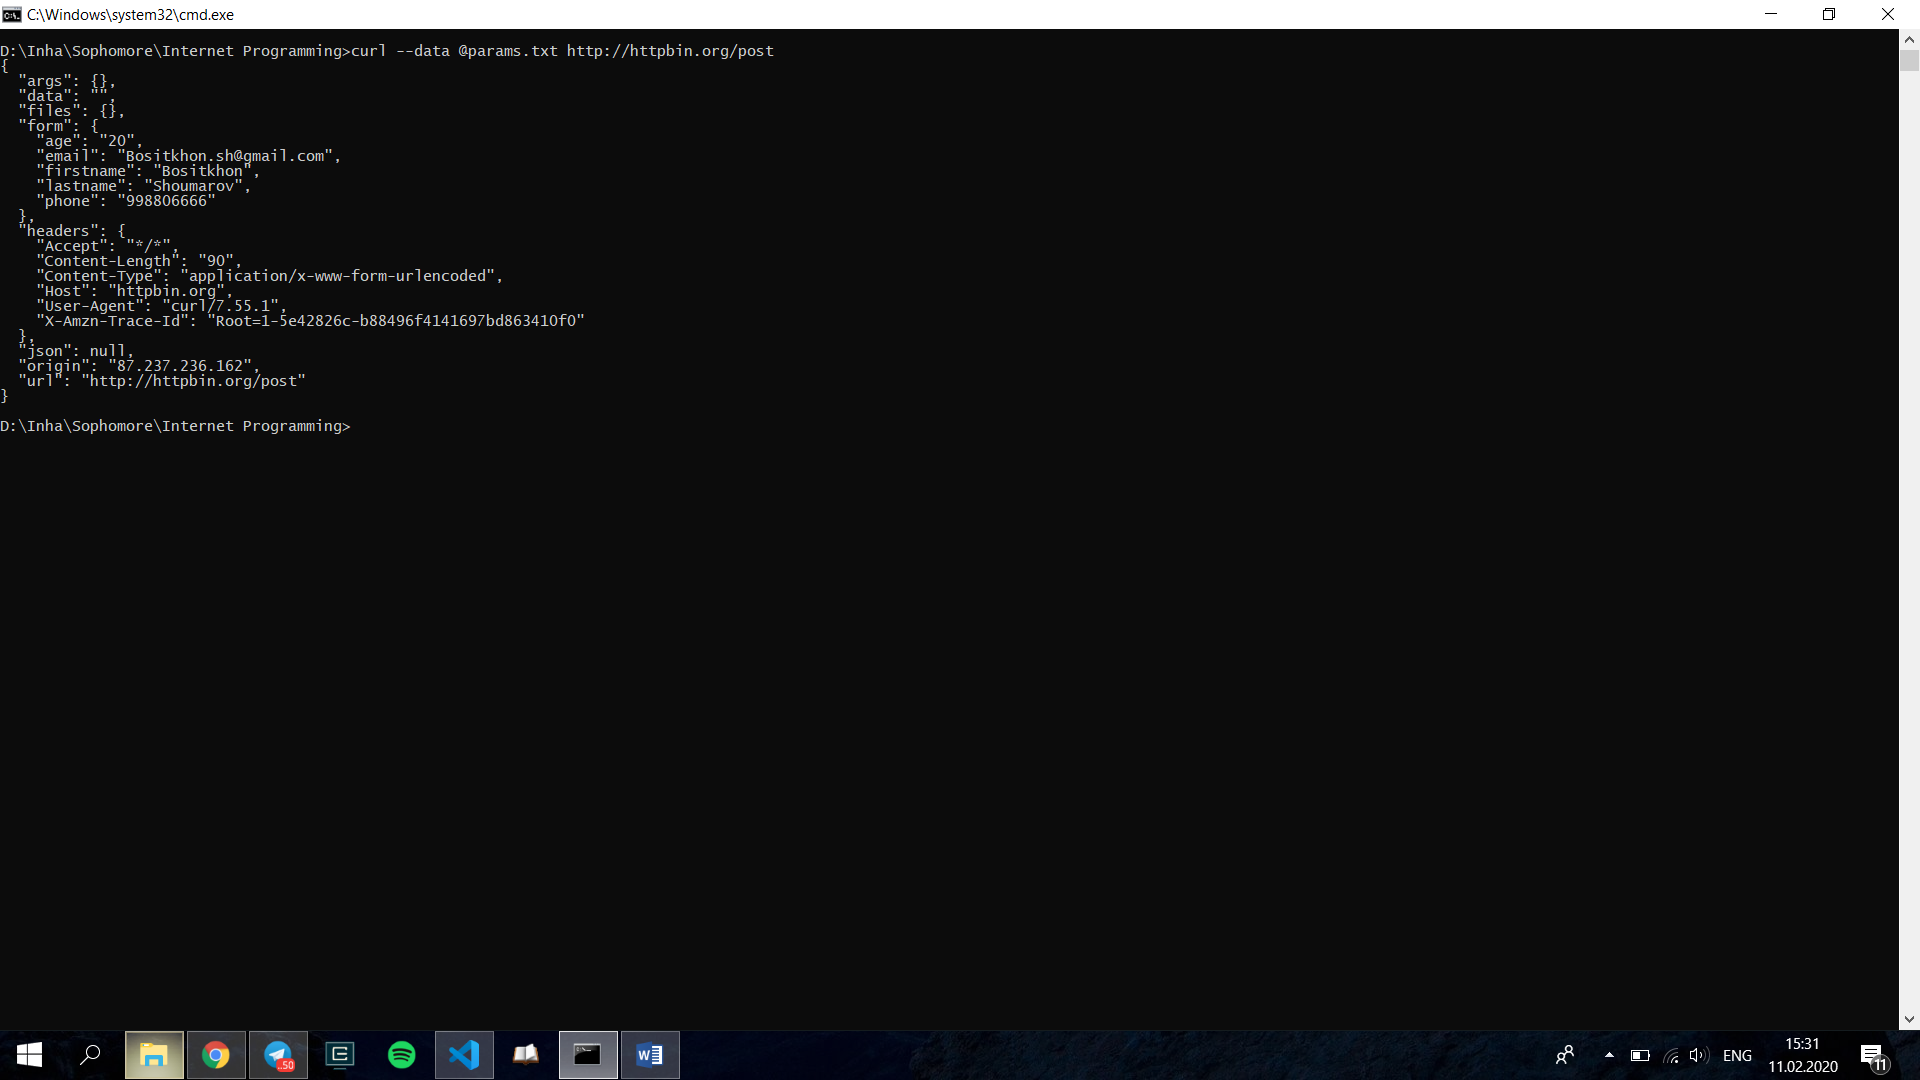 C:\Windows\system32\cmd.exe
D:\Inha\Sophomore\Internet Programming>curl --data @params.txt http://httpbin.org/post
{
  "args": {},
  "data": "",
  "files": {},
  "form": {
    "age": "20",
    "email": "Bositkhon.sh@gmail.com",
    "firstname": "Bositkhon",
    "lastname": "Shoumarov",
    "phone": "998806666"
  },
  "headers": {
    "Accept": "*/*",
    "Content-Length": "90",
    "Content-Type": "application/x-www-form-urlencoded",
    "Host": "httpbin.org",
    "User-Agent": "curl/7.55.1",
    "X-Amzn-Trace-Id": "Root=1-5e42826c-b88496f4141697bd863410f0"
  },
  "json": null,
  "origin": "87.237.236.162",
  "url": "http://httpbin.org/post"
}
D:\Inha\Sophomore\Internet Programming>
..50
ENG
15:31
11.02.2020
11